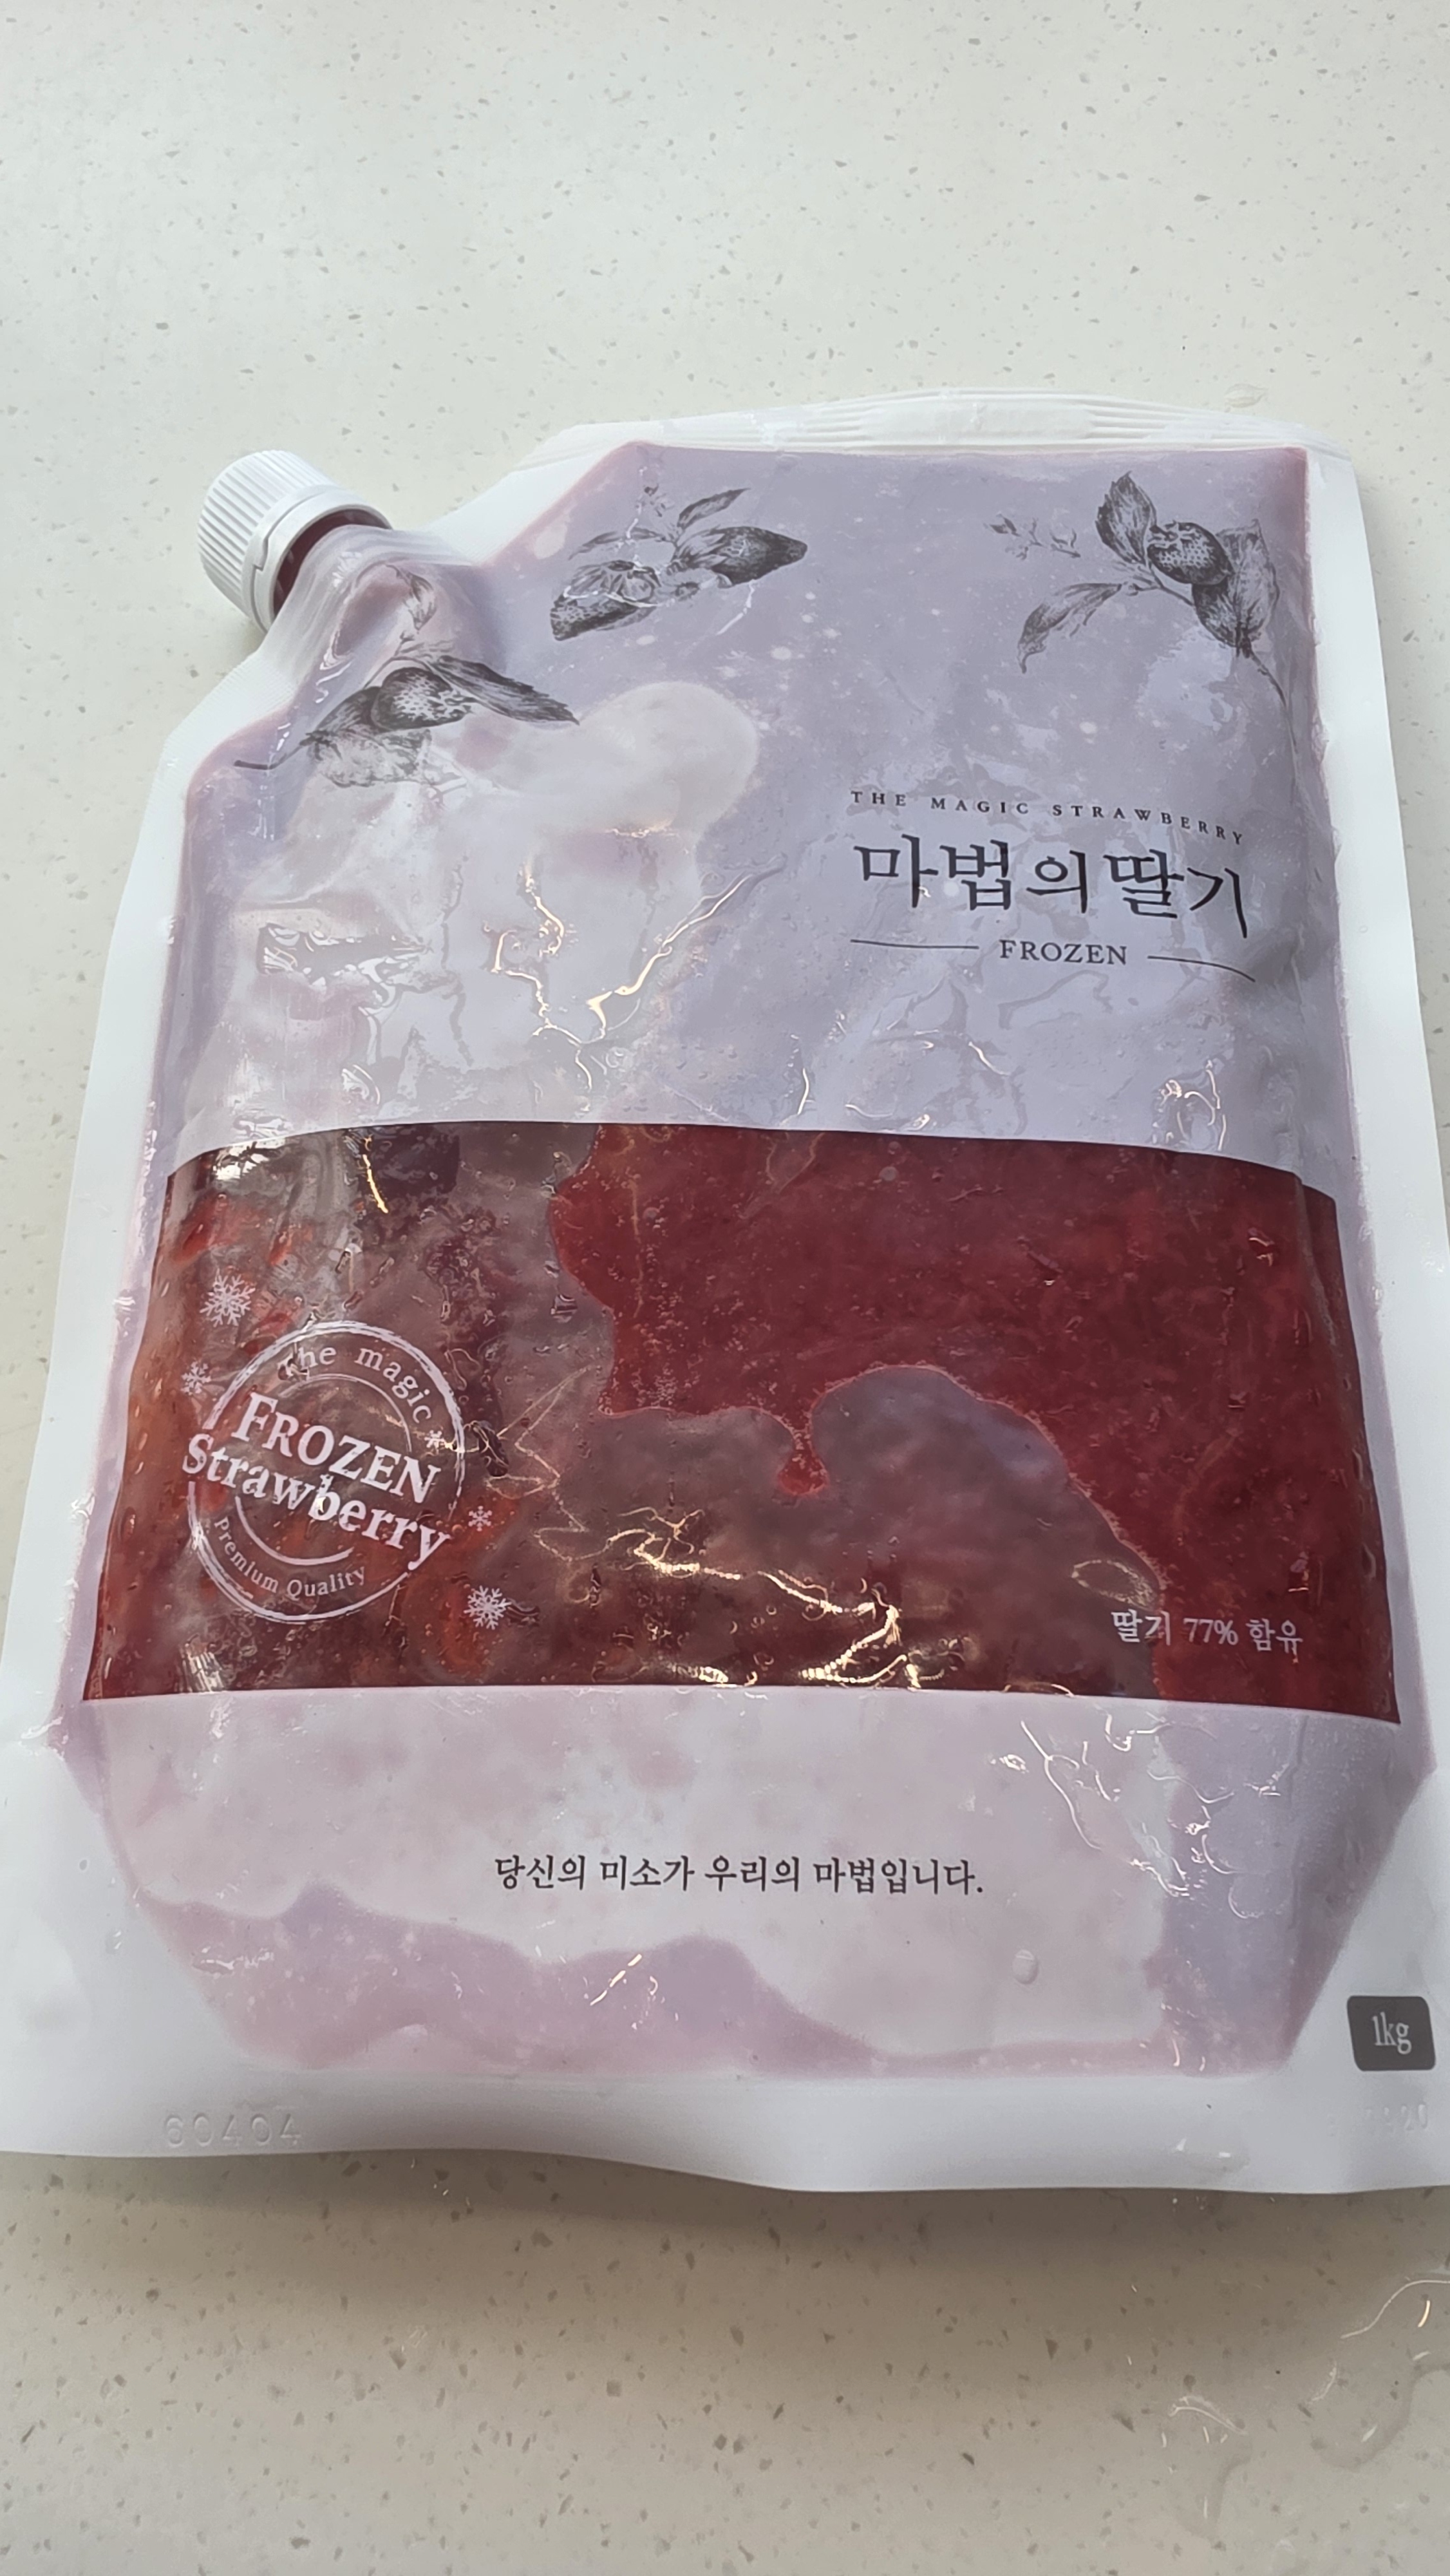 THE MAGIC STRAWBERRY
마법의 딸기
FROZEN
The magic
FROZEN
Strawberry
Premium Quality
딸기 77% 함유
당신의 미소가 우리의 마법입니다.
1kg
60404